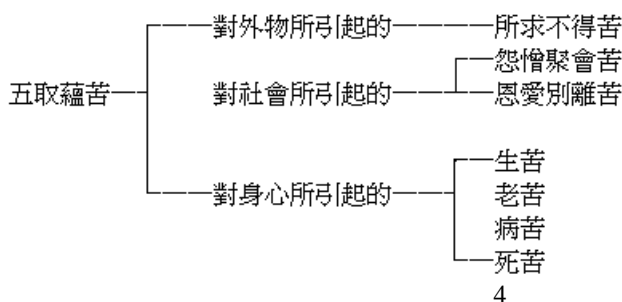 對外物所引起的 所求不得苦
怨憎聚會苦
五取蘊苦 對社會所引起的 恩愛別離苦
生苦
對身心所引起的 老苦
病苦
死苦
4